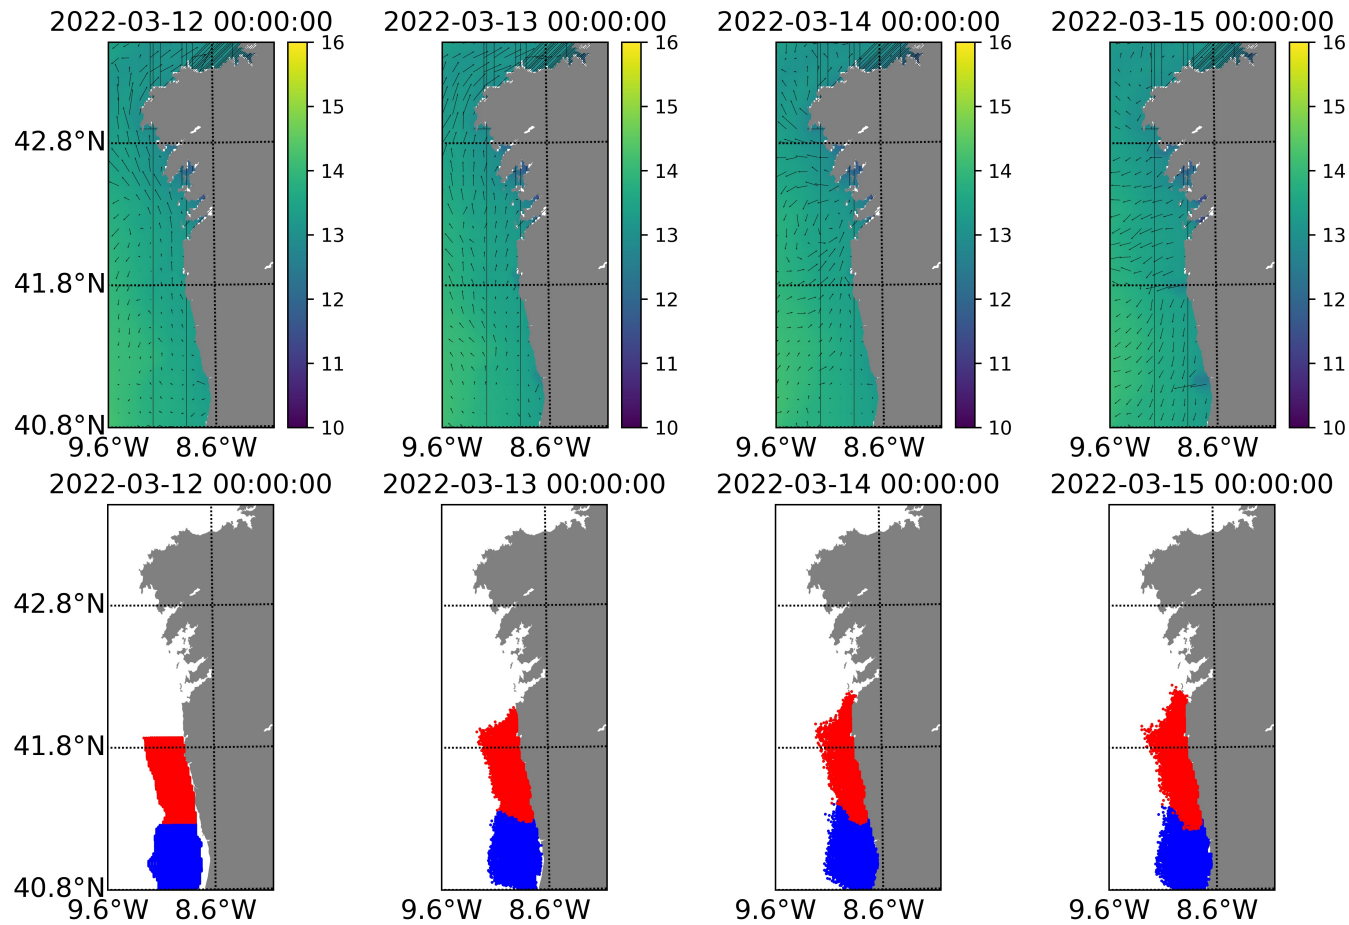 2022-03-12 00:00:00 2022-03-13 00:00:00 2022-03-14 00:00:00 2022-03-15 00:00:00
16 16 16 16
15 15 15 15
42.8°N 14 14 14 14
13 13 13 13
41.8°N 12 12 12 12
11 11 11 11
40.8°N 10 10 10 10
9.6°W 8.6°W 9.6°W 8.6°W 9.6°W 8.6°W 9.6°W 8.6°W
2022-03-12 00:00:00 2022-03-13 00:00:00 2022-03-14 00:00:00 2022-03-15 00:00:00
42.8°N
41.8°N
40.8°N
9.6°W 8.6°W 9.6°W 8.6°W 9.6°W 8.6°W 9.6°W 8.6°W